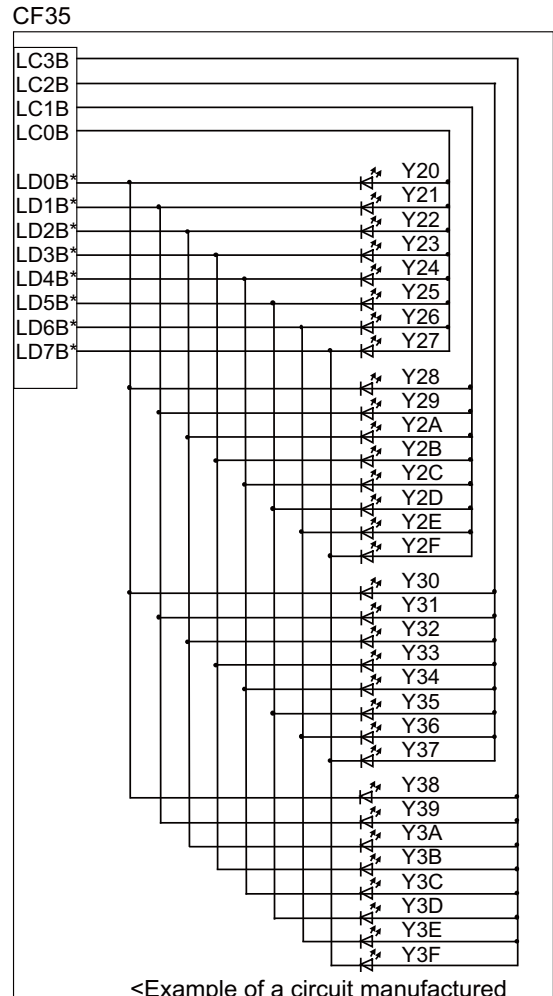 CF35
LC3B
LC2B
LC1B
LC0B
LD0B*
LD1B*
LD2B*
LD3B*
LD4B*
LD5B*
LD6B*
LD7B*
Y20
Y21
Y22
Y23
Y24
Y25
Y26
Y27
Y28
Y29
Y2A
Y2B
Y2C
Y2D
Y2E
Y2F
Y30
Y31
Y32
Y33
Y34
Y35
Y36
Y37
Y38
Y39
Y3A
Y3B
Y3C
Y3D
Y3E
Y3F
<Example of a circuit manufactured